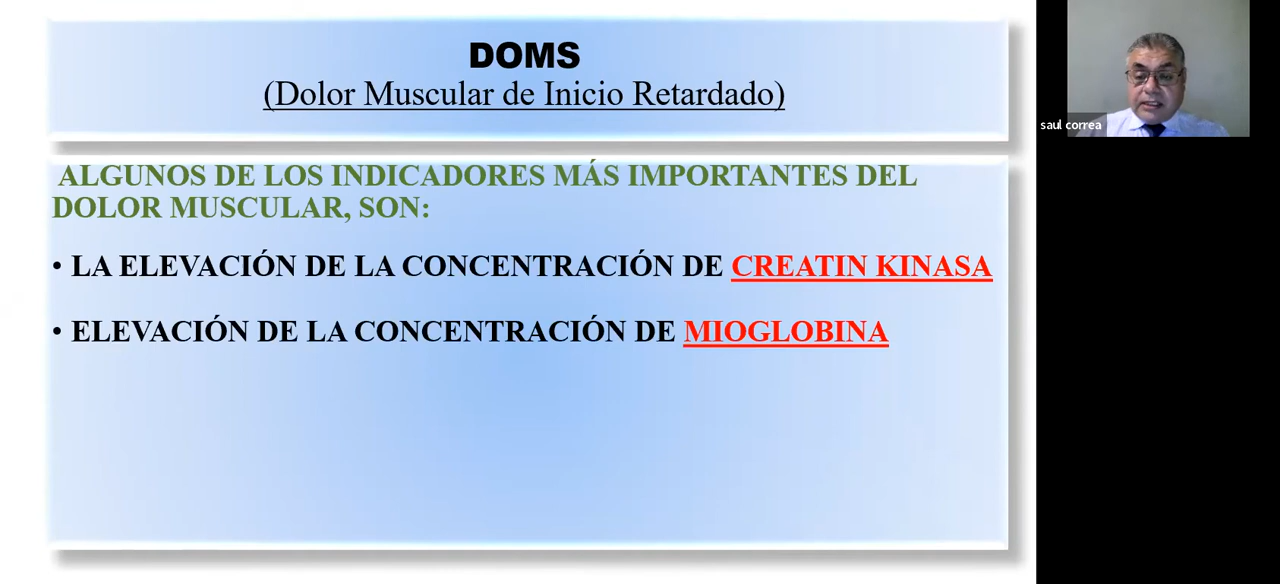 DOMS
(Dolor Muscular de Inicio Retardado)
ALGUNOS DE LOS INDICADORES MÁS IMPORTANTES DEL
DOLOR MUSCULAR, SON:
• LA ELEVACIÓN DE LA CONCENTRACIÓN DE CREATIN KINASA
• ELEVACIÓN DE LA CONCENTRACIÓN DE MIOGLOBINA
saul correa